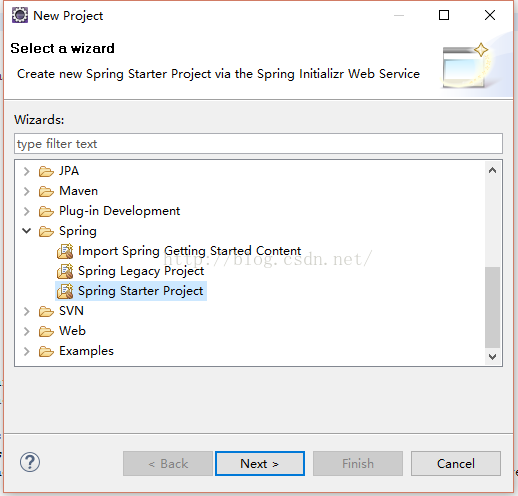 New Project
Select a wizard
Create new Spring Starter Project via the Spring Initializr Web Service
Wizards:
type filter text
JPA
Maven
Plug-in Development
Spring
Import Spring Getting Started Content
http://blog.csdn.net/
Spring Legacy Project
Spring Starter Project
SVN
Web
Examples
< Back
Next >
Finish
Cancel